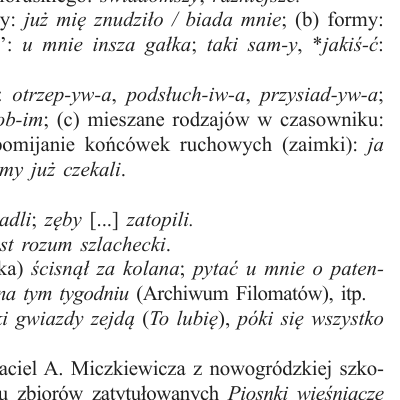 y: już mię znudziło / biada mnie; (b) formy:
’: u mnie insza gałka; taki sam-y, *jakiś-ć:
otrzep-yw-a, podsłuch-iw-a, przysiad-yw-a;
ob-im; (c) mieszane rodzajów w czasowniku:
pomijanie końcówek ruchowych (zaimki): ja
my już czekali.
adli; zęby [...] zatopili.
st rozum szlachecki.
ka) ścisnął za kolana; pytać u mnie o paten-
na tym tygodniu (Archiwum Filomatów), itp.
ki gwiazdy zejdą (To lubię), póki się wszystko
aciel A. Miczkiewicza z nowogródzkiej szko-
u zbiorów zatytułowanych Piosnki wieśniacze